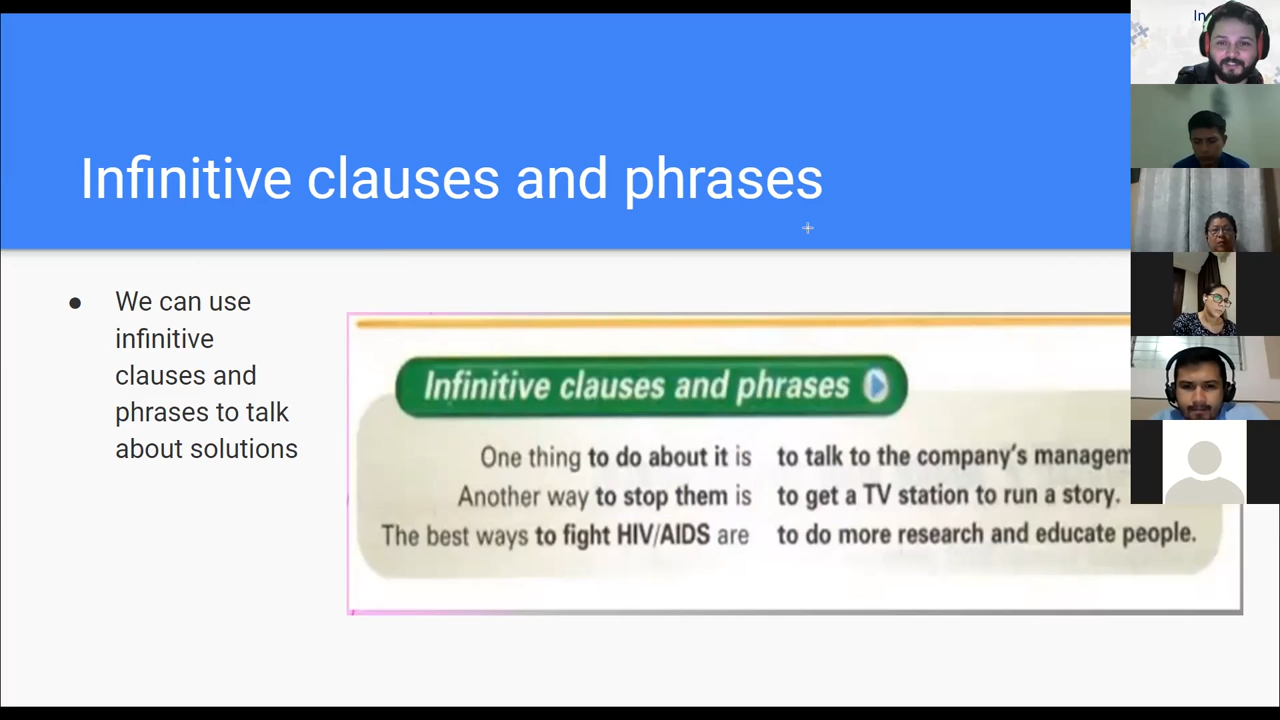 In
Infinitive clauses and phrases
● We can use
infinitive
clauses and
phrases to talk
about solutions
Infinitive clauses and phrases
One thing to do about it is to talk to the company's managem
Another way to stop them is to get a TV station to run a story.
The best ways to fight HIV/AIDS are to do more research and educate people.